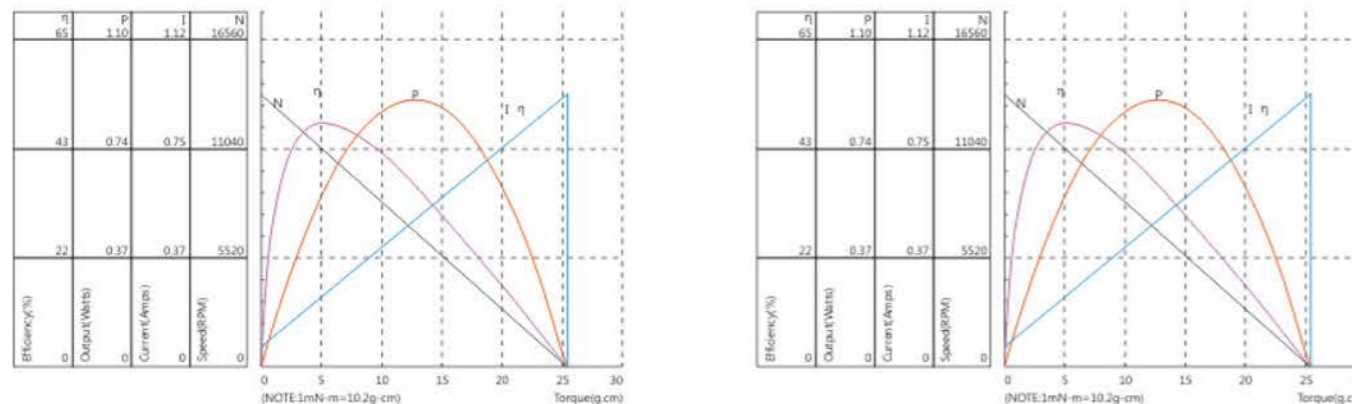 η P I N
65 1.10 1.12 16560
N η P I η
43 0.74 0.75 11040
22 0.37 0.37 5520
Efficiency(%) Output(Watts) Current(Amps) Speed(RPM)
0 0 0 0
0 5 10 15 20 25 30
(NOTE:1mN-m=10.2g-cm) Torque(g.cm)
η P I N
65 1.10 1.12 16560
N η P I η
43 0.74 0.75 11040
22 0.37 0.37 5520
Efficiency(%) Output(Watts) Current(Amps) Speed(RPM)
0 0 0 0
0 5 10 15 20 25
(NOTE:1mN-m=10.2g-cm) Torque(g.c